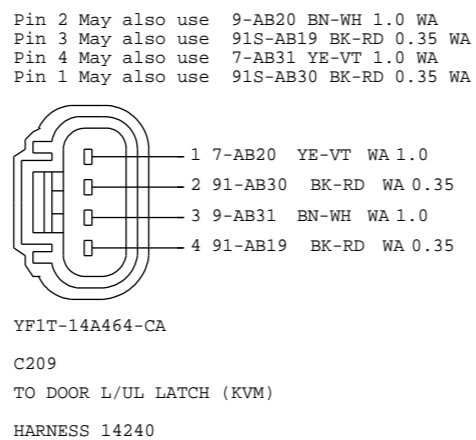 Pin 2 May also use 9-AB20 BN-WH 1.0 WA
Pin 3 May also use 91S-AB19 BK-RD 0.35 WA
Pin 4 May also use 7-AB31 YE-VT 1.0 WA
Pin 1 May also use 91S-AB30 BK-RD 0.35 WA
1 7-AB20 YE-VT WA 1.0
2 91-AB30 BK-RD WA 0.35
3 9-AB31 BN-WH WA 1.0
4 91-AB19 BK-RD WA 0.35
YF1T-14A464-CA
C209
TO DOOR L/UL LATCH (KVM)
HARNESS 14240